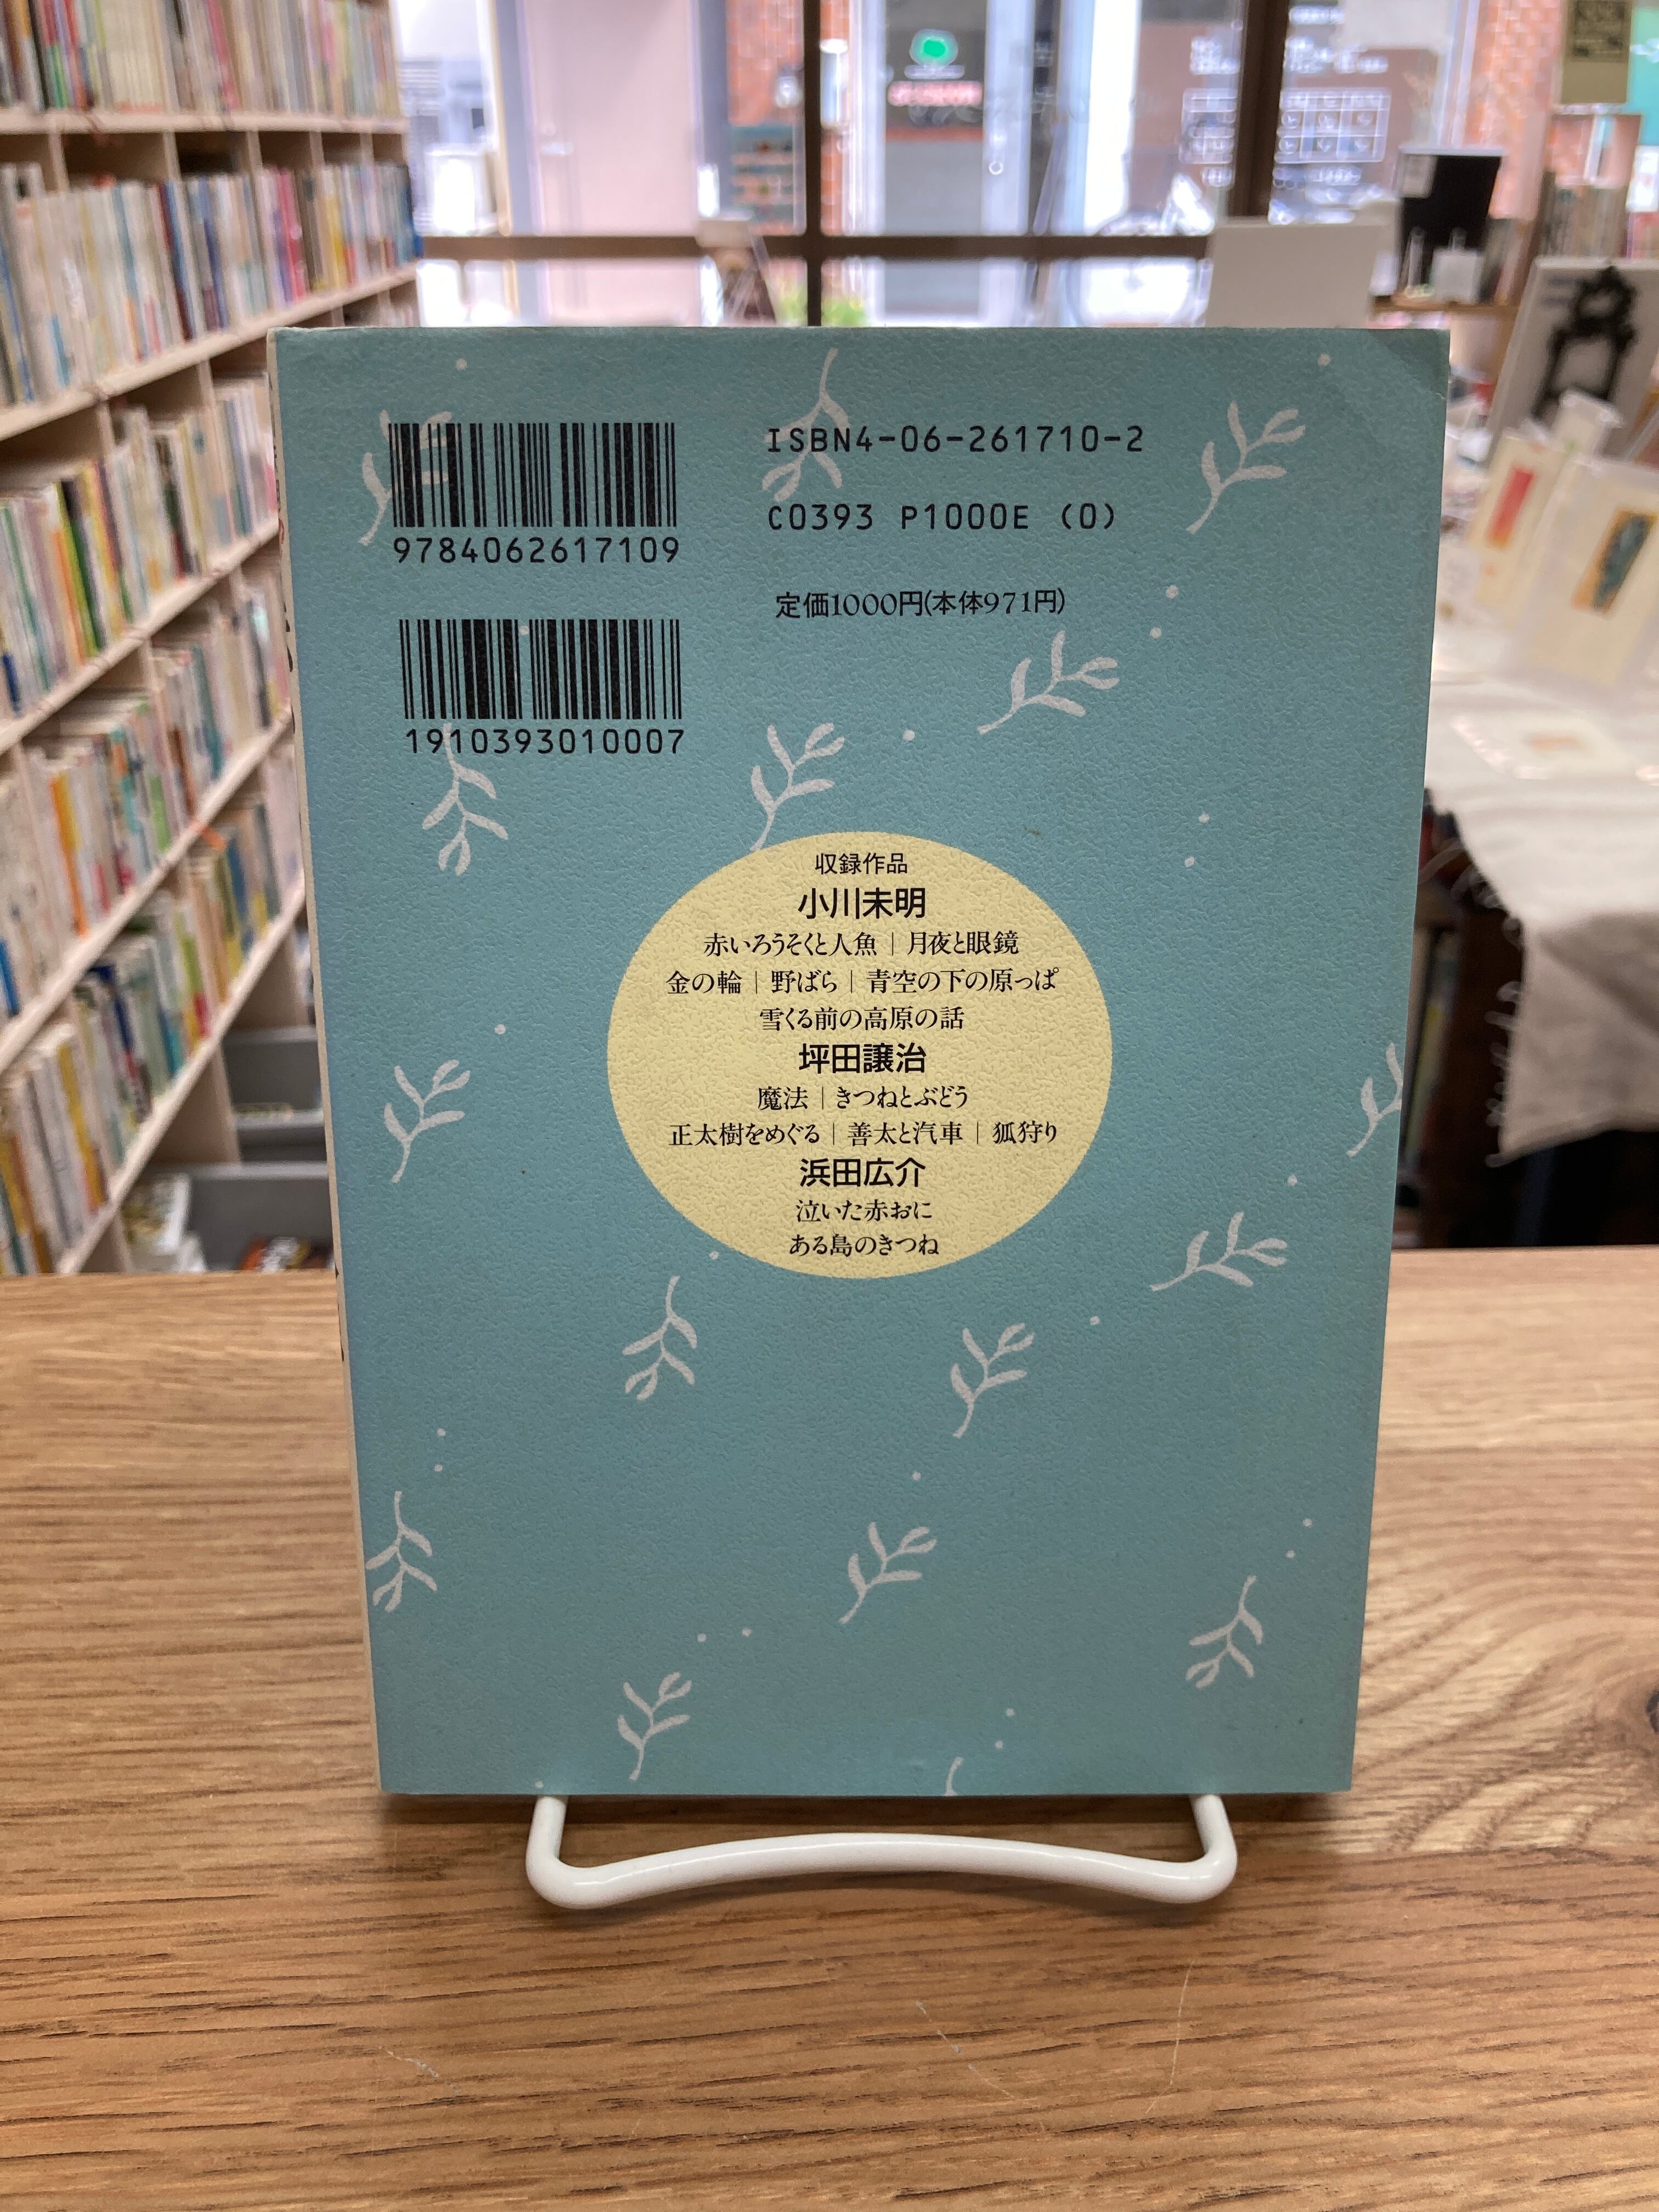 9784062617109
1910393010007
ISBN4-06-261710-2
C0393 P1000E (0)
定価1000円(本体971円)
収録作品
小川未明
赤いろうそくと人魚｜月夜と眼鏡
金の輪｜野ばら｜青空の下の原っぱ
雪くる前の高原の話
坪田譲治
魔法｜きつねとぶどう
正太樹をめぐる｜善太と汽車｜狐狩り
浜田広介
泣いた赤おに
ある島のきつね